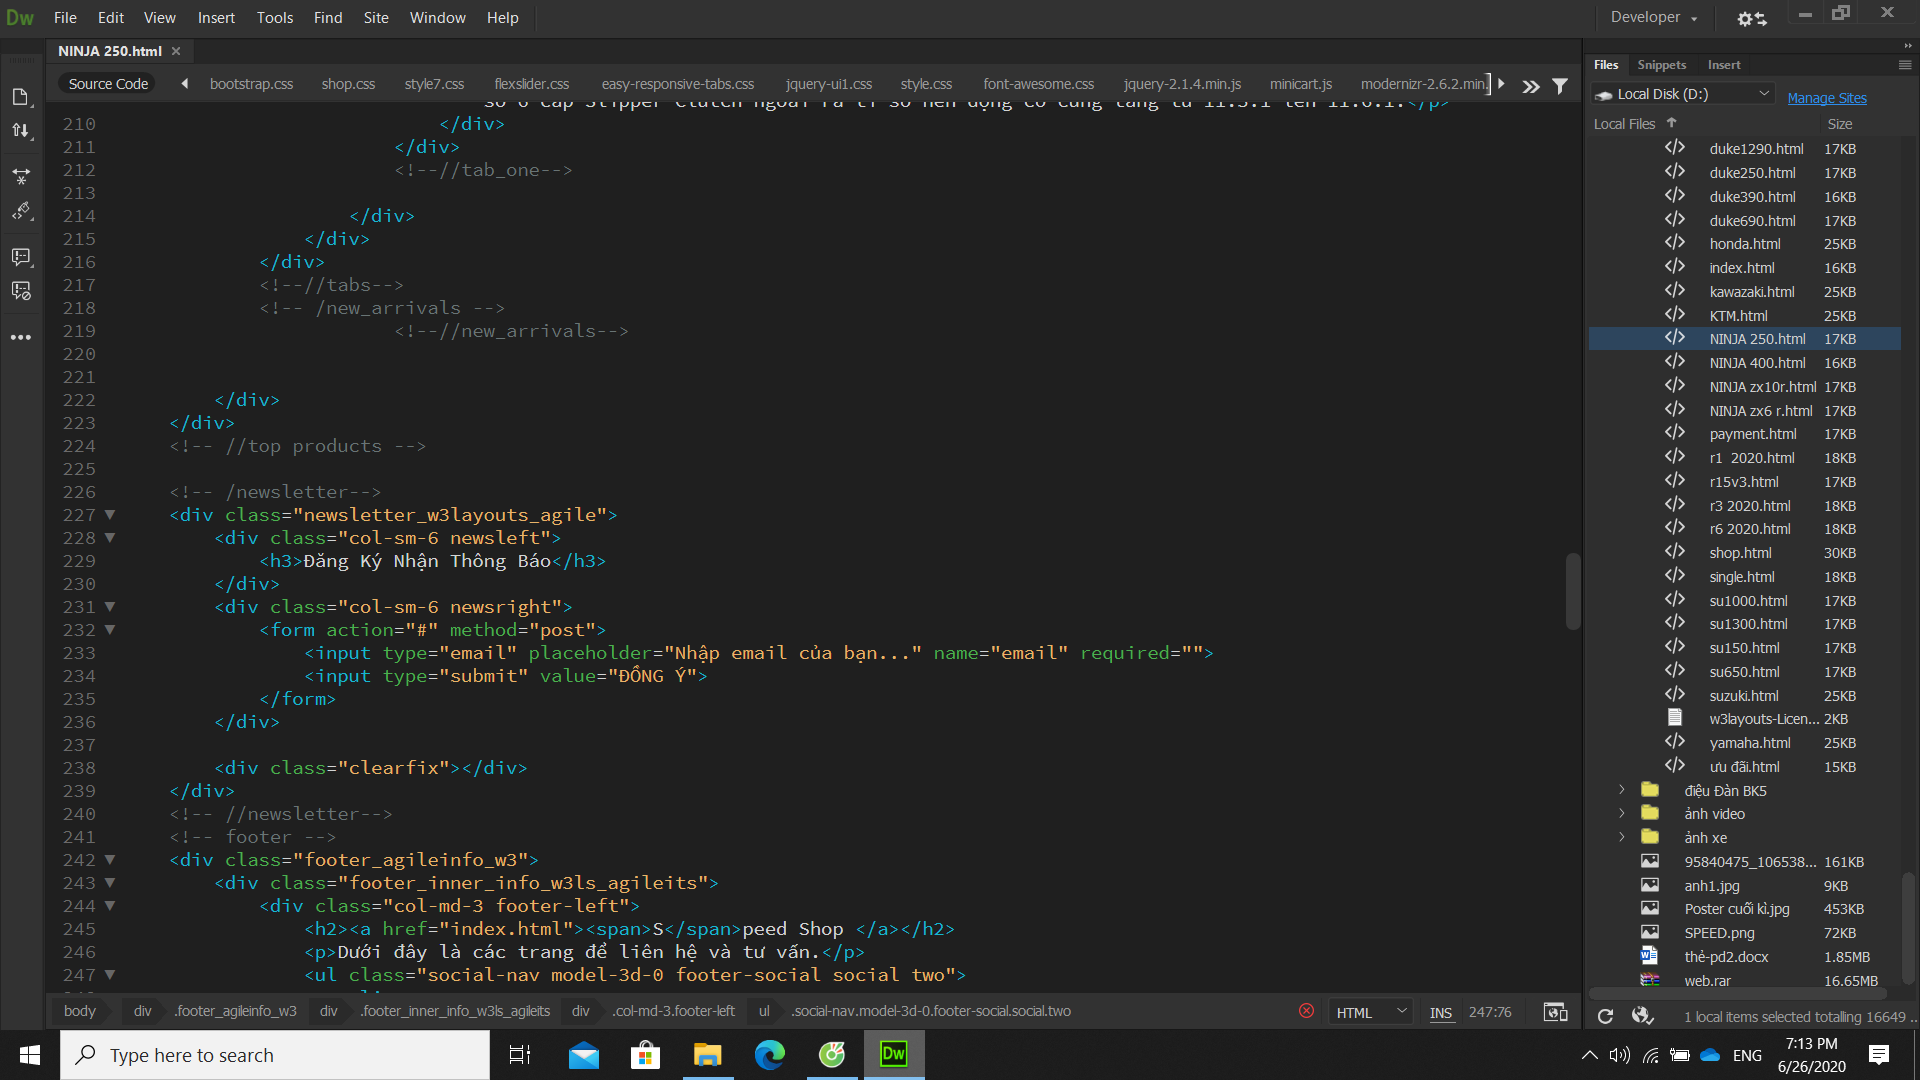 Dw File Edit View Insert Tools Find Site Window Help Developer
NINJA 250.html
Source Code bootstrap.css shop.css style7.css flexslider.css easy-responsive-tabs.css jquery-ui1.css style.css font-awesome.css jquery-2.1.4.min.js minicart.js modernizr-2.6.2.min.
210 </div>
211 </div>
212 <!--//tab_one-->
213
214 </div>
215 </div>
216 </div>
217 <!--//tabs-->
218 <!-- /new_arrivals -->
219 <!--//new_arrivals-->
220
221
222 </div>
223 </div>
224 <!-- //top products -->
225
226 <!-- /newsletter-->
227 <div class="newsletter_w3layouts_agile">
228 <div class="col-sm-6 newsleft">
229 <h3>Đăng Ký Nhận Thông Báo</h3>
230 </div>
231 <div class="col-sm-6 newsright">
232 <form action="#" method="post">
233 <input type="email" placeholder="Nhập email của bạn..." name="email" required="">
234 <input type="submit" value="ĐỒNG Ý">
235 </form>
236 </div>
237
238 <div class="clearfix"></div>
239 </div>
240 <!-- //newsletter-->
241 <!-- footer -->
242 <div class="footer_agileinfo_w3">
243 <div class="footer_inner_info_w3ls_agileits">
244 <div class="col-md-3 footer-left">
245 <h2><a href="index.html"><span>S</span>peed Shop </a></h2>
246 <p>Dưới đây là các trang để liên hệ và tư vấn.</p>
247 <ul class="social-nav model-3d-0 footer-social social two">
body div .footer_agileinfo_w3 div .footer_inner_info_w3ls_agileits div .col-md-3.footer-left ul .social-nav.model-3d-0.footer-social.social.two HTML INS 247:76
Files Snippets Insert
Local Disk (D:) Manage Sites
Local Files Size
duke1290.html 17KB
duke250.html 17KB
duke390.html 16KB
duke690.html 17KB
honda.html 25KB
index.html 16KB
kawazaki.html 25KB
KTM.html 25KB
NINJA 250.html 17KB
NINJA 400.html 16KB
NINJA zx10r.html 17KB
NINJA zx6 r.html 17KB
payment.html 17KB
r1 2020.html 18KB
r15v3.html 17KB
r3 2020.html 18KB
r6 2020.html 18KB
shop.html 30KB
single.html 18KB
su1000.html 17KB
su1300.html 17KB
su150.html 17KB
su650.html 17KB
suzuki.html 25KB
w3layouts-Licen... 2KB
yamaha.html 25KB
ưu đãi.html 15KB
điệu Đàn BK5
ảnh video
ảnh xe
95840475_106538... 161KB
anh1.jpg 9KB
Poster cuối kì.jpg 453KB
SPEED.png 72KB
thẻ-pd2.docx 1.85MB
web.rar 16.65MB
1 local items selected totalling 16649 ..
Type here to search
Dw
ENG
7:13 PM
6/26/2020